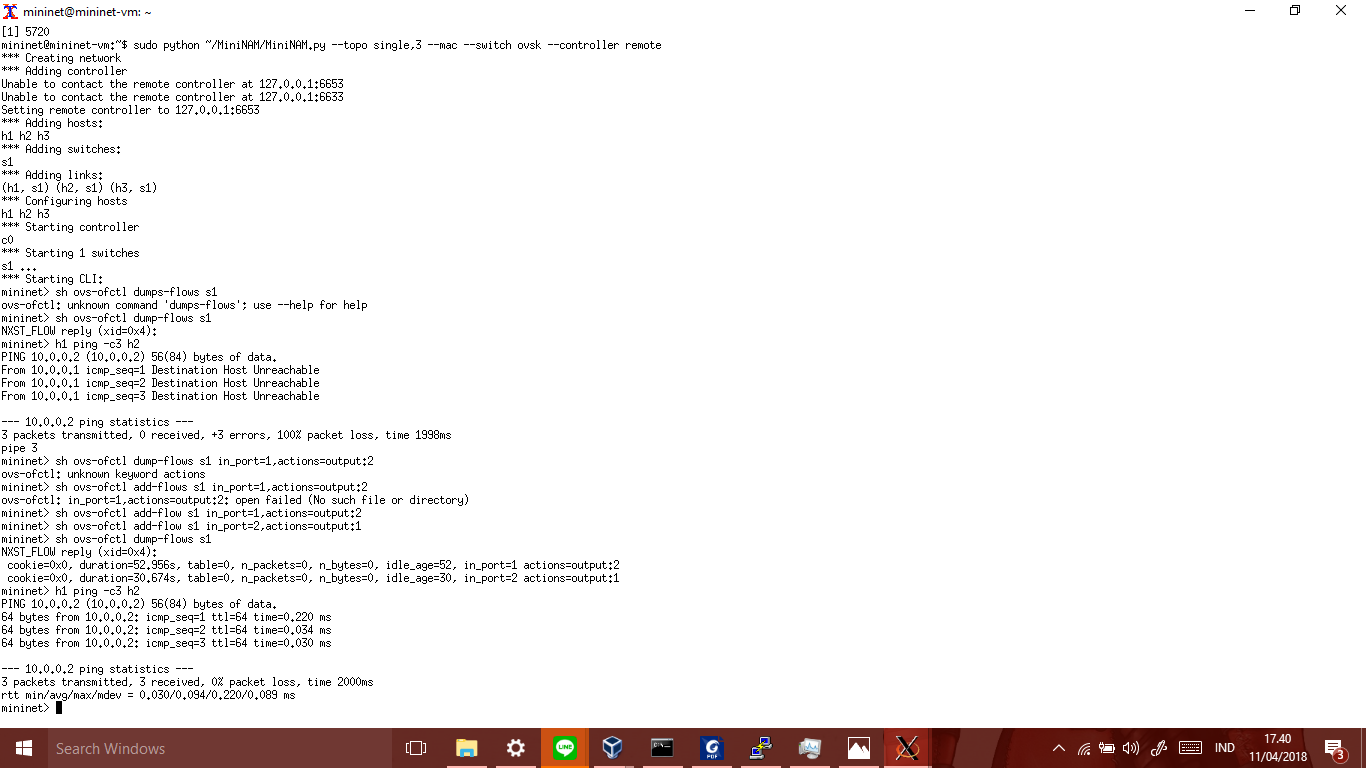 mininet@mininet-vm: ~
[1] 5720
mininet@mininet-vm:~$ sudo python ~/MiniNAM/MiniNAM.py --topo single,3 --mac --switch ovsk --controller remote
*** Creating network
*** Adding controller
Unable to contact the remote controller at 127.0.0.1:6653
Unable to contact the remote controller at 127.0.0.1:6633
Setting remote controller to 127.0.0.1:6653
*** Adding hosts:
h1 h2 h3
*** Adding switches:
s1
*** Adding links:
(h1, s1) (h2, s1) (h3, s1)
*** Configuring hosts
h1 h2 h3
*** Starting controller
c0
*** Starting 1 switches
s1 ...
*** Starting CLI:
mininet> sh ovs-ofctl dumps-flows s1
ovs-ofctl: unknown command 'dumps-flows'; use --help for help
mininet> sh ovs-ofctl dump-flows s1
NXST_FLOW reply (xid=0x4):
mininet> h1 ping -c3 h2
PING 10.0.0.2 (10.0.0.2) 56(84) bytes of data.
From 10.0.0.1 icmp_seq=1 Destination Host Unreachable
From 10.0.0.1 icmp_seq=2 Destination Host Unreachable
From 10.0.0.1 icmp_seq=3 Destination Host Unreachable
--- 10.0.0.2 ping statistics ---
3 packets transmitted, 0 received, +3 errors, 100% packet loss, time 1998ms
pipe 3
mininet> sh ovs-ofctl dump-flows s1 in_port=1,actions=output:2
ovs-ofctl: unknown keyword actions
mininet> sh ovs-ofctl add-flows s1 in_port=1,actions=output:2
ovs-ofctl: in_port=1,actions=output:2: open failed (No such file or directory)
mininet> sh ovs-ofctl add-flow s1 in_port=1,actions=output:2
mininet> sh ovs-ofctl add-flow s1 in_port=2,actions=output:1
mininet> sh ovs-ofctl dump-flows s1
NXST_FLOW reply (xid=0x4):
cookie=0x0, duration=52.956s, table=0, n_packets=0, n_bytes=0, idle_age=52, in_port=1 actions=output:2
cookie=0x0, duration=30.674s, table=0, n_packets=0, n_bytes=0, idle_age=30, in_port=2 actions=output:1
mininet> h1 ping -c3 h2
PING 10.0.0.2 (10.0.0.2) 56(84) bytes of data.
64 bytes from 10.0.0.2: icmp_seq=1 ttl=64 time=0.220 ms
64 bytes from 10.0.0.2: icmp_seq=2 ttl=64 time=0.034 ms
64 bytes from 10.0.0.2: icmp_seq=3 ttl=64 time=0.030 ms
--- 10.0.0.2 ping statistics ---
3 packets transmitted, 3 received, 0% packet loss, time 2000ms
rtt min/avg/max/mdev = 0.030/0.094/0.220/0.089 ms
mininet>
Search Windows
LINE
PDF
IND
17.40
11/04/2018
3